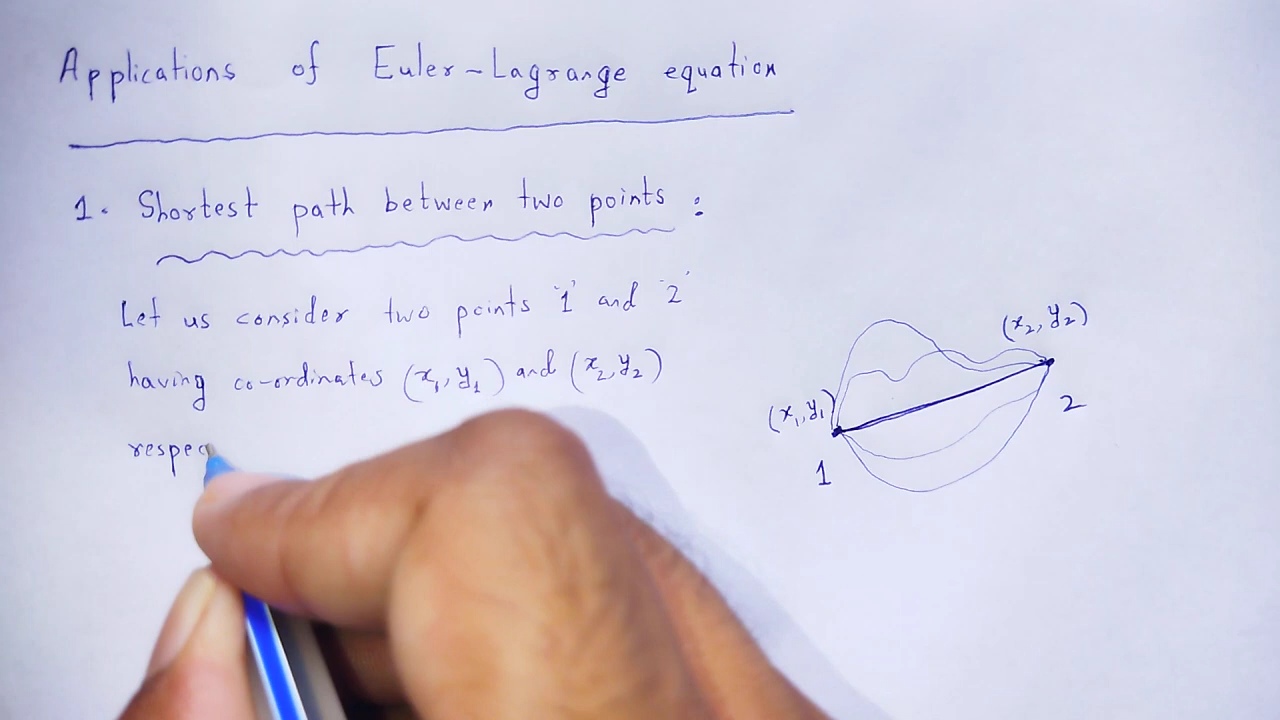 Applications of Euler-Lagrange equation
1. Shortest path between two points :
Let us consider two points '1' and '2'
having co-ordinates (x₁, y₁) and (x₂, y₂)
respec
(x₂, y₂)
(x₁, y₁)
2
1